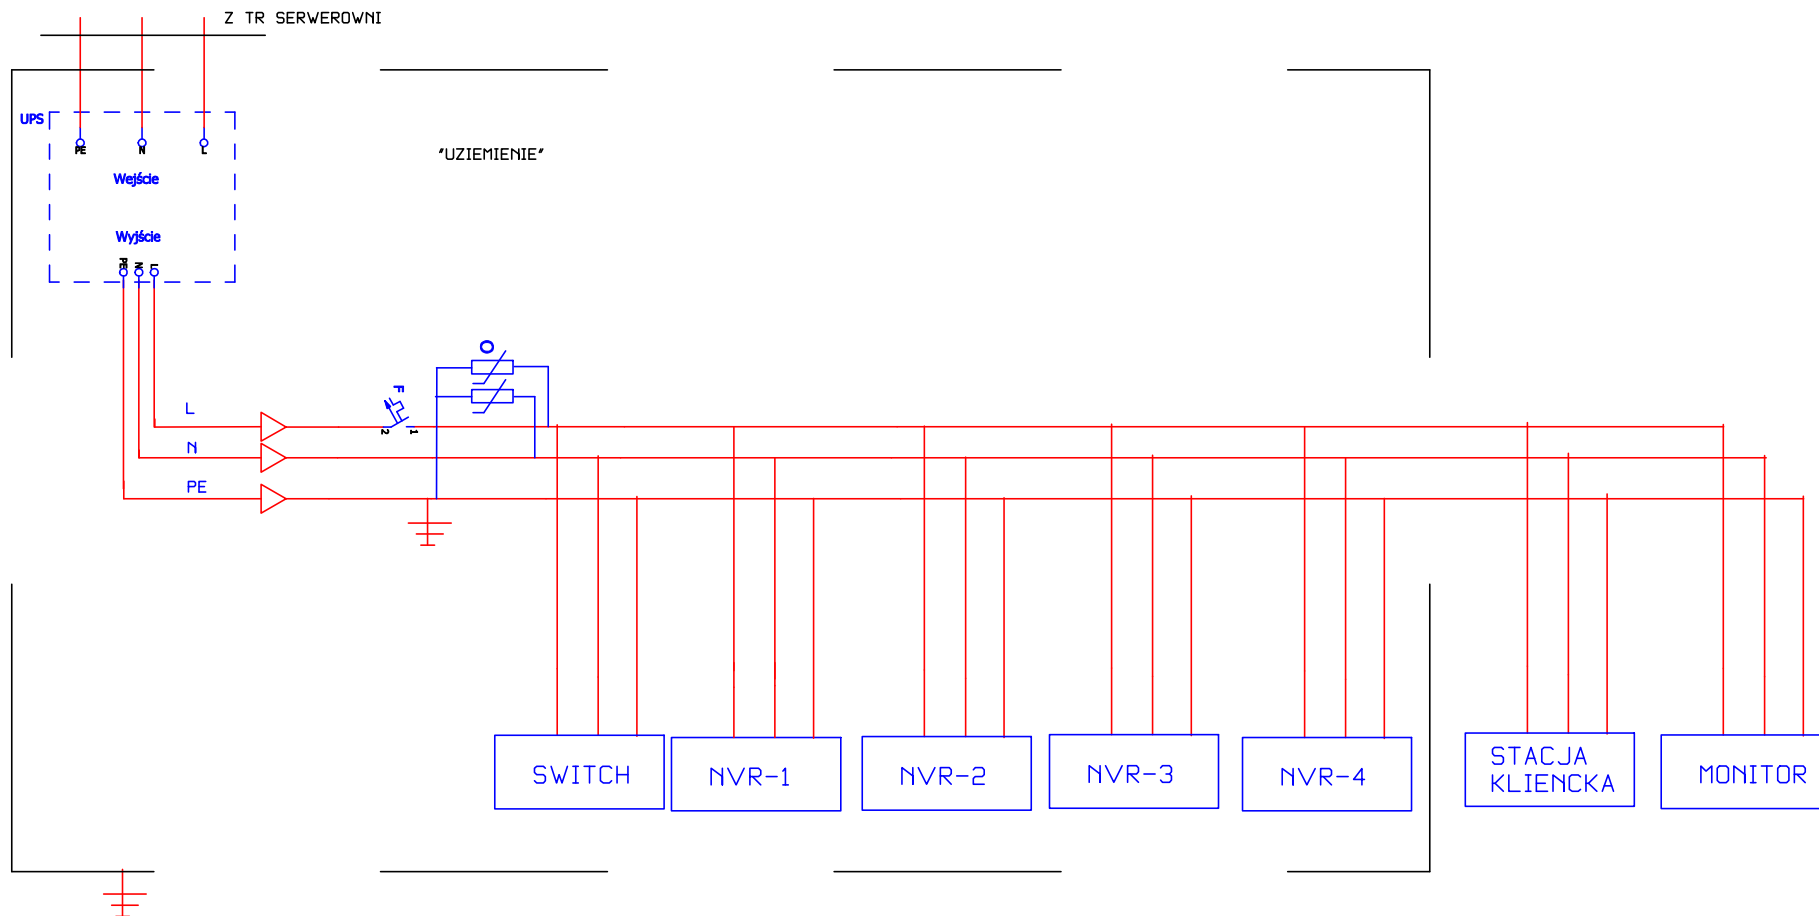 Z TR SERWEROWNI
UPS
PE N L
Wejście
"UZIEMIENIE"
Wyjście
PE N L
O
F
L
2 1
N
PE
SWITCH
NVR-1
NVR-2
NVR-3
NVR-4
STACJA
KLIENCKA
MONITOR